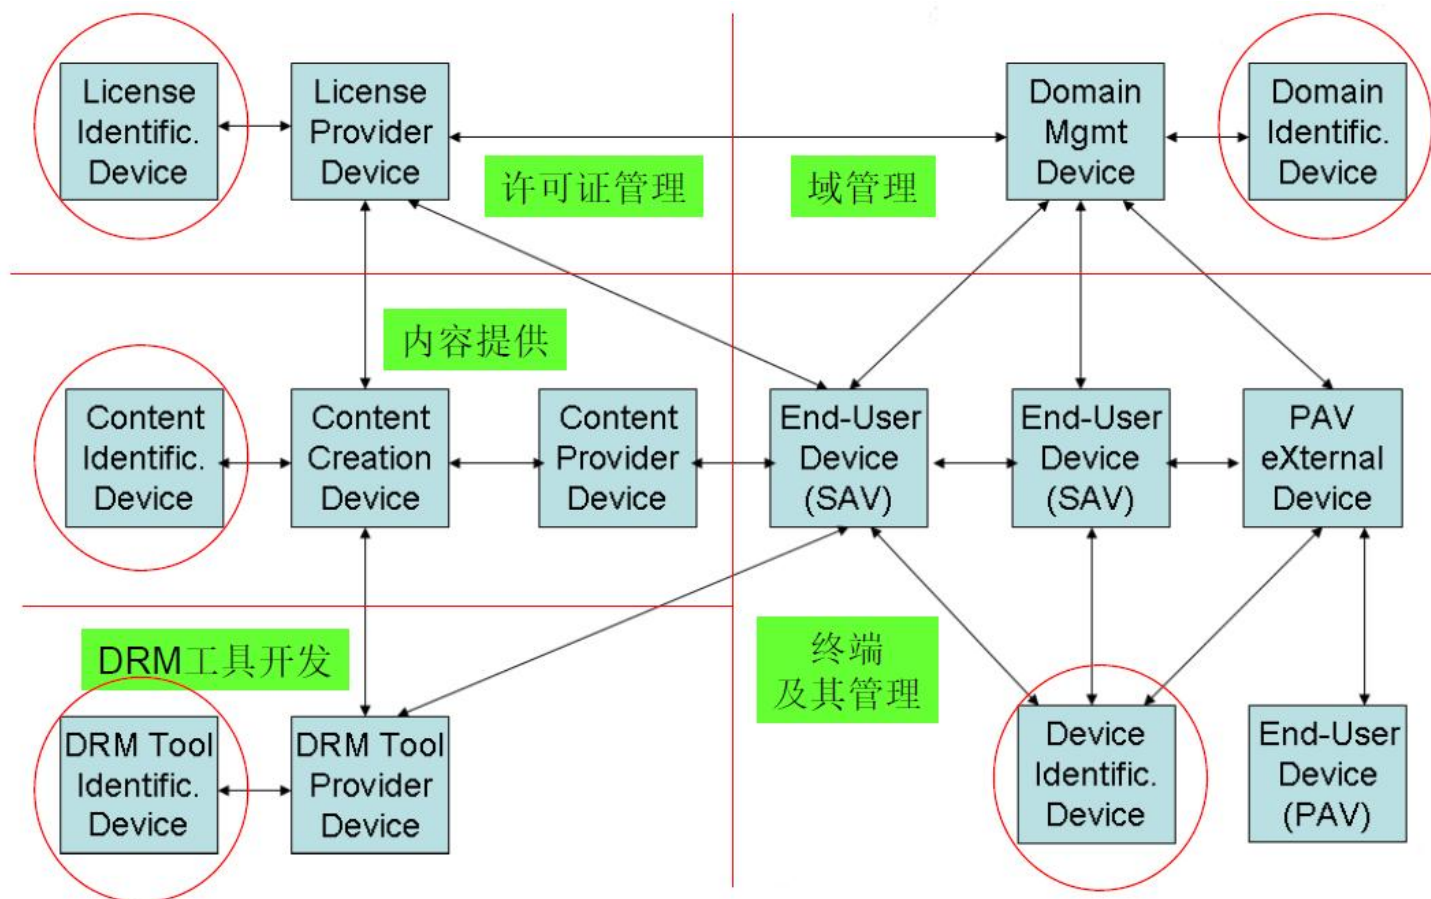 License
Identific.
Device
License
Provider
Device
许可证管理
域管理
Domain
Mgmt
Device
Domain
Identific.
Device
内容提供
Content
Identific.
Device
Content
Creation
Device
Content
Provider
Device
End-User
Device
(SAV)
End-User
Device
(SAV)
PAV
eXternal
Device
DRM工具开发
终端
及其管理
DRM Tool
Identific.
Device
DRM Tool
Provider
Device
Device
Identific.
Device
End-User
Device
(PAV)